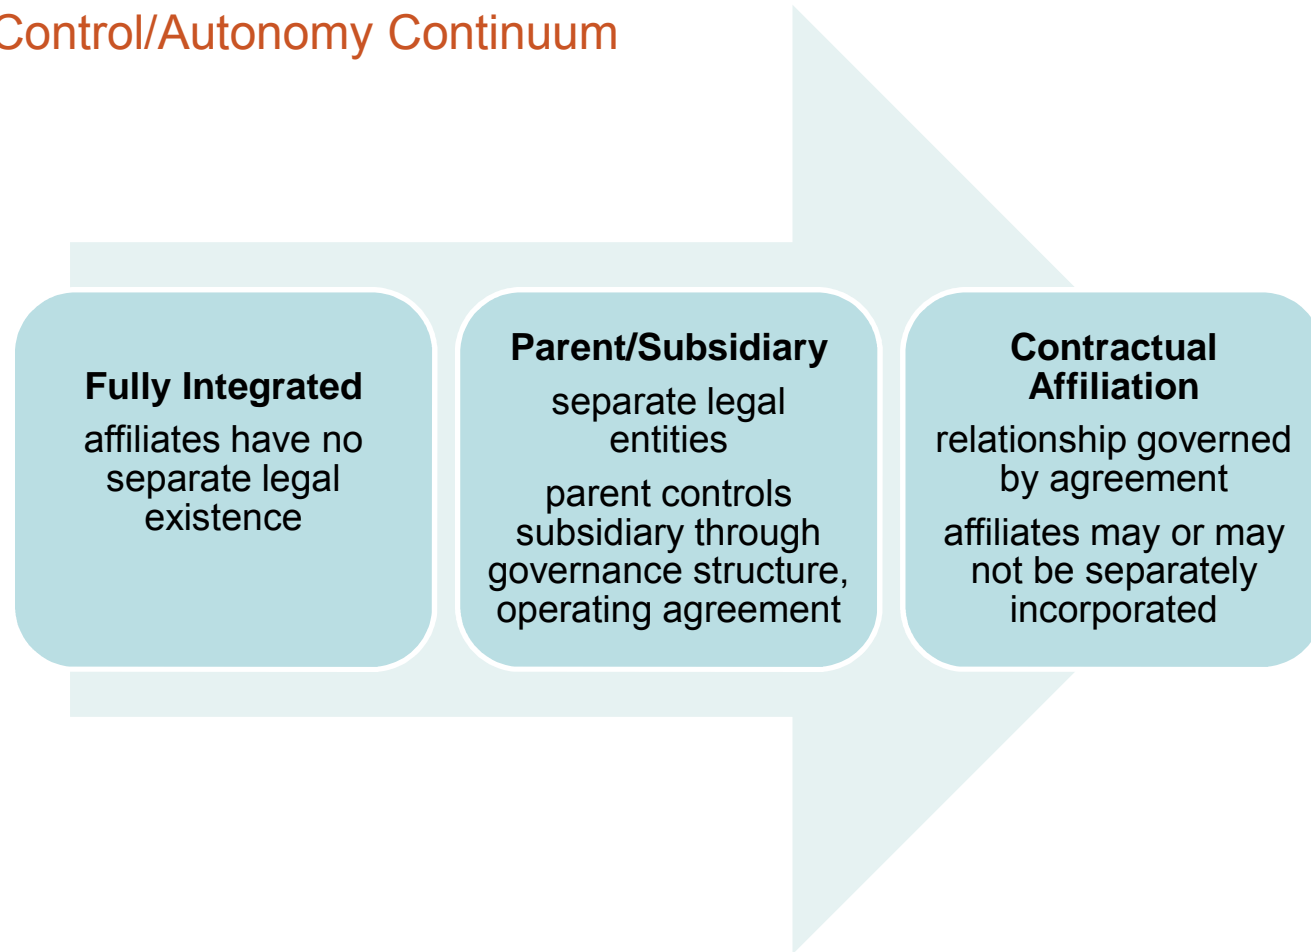 Control/Autonomy Continuum
Fully Integrated
affiliates have no
separate legal
existence
Parent/Subsidiary
separate legal
entities
parent controls
subsidiary through
governance structure,
operating agreement
Contractual
Affiliation
relationship governed
by agreement
affiliates may or may
not be separately
incorporated